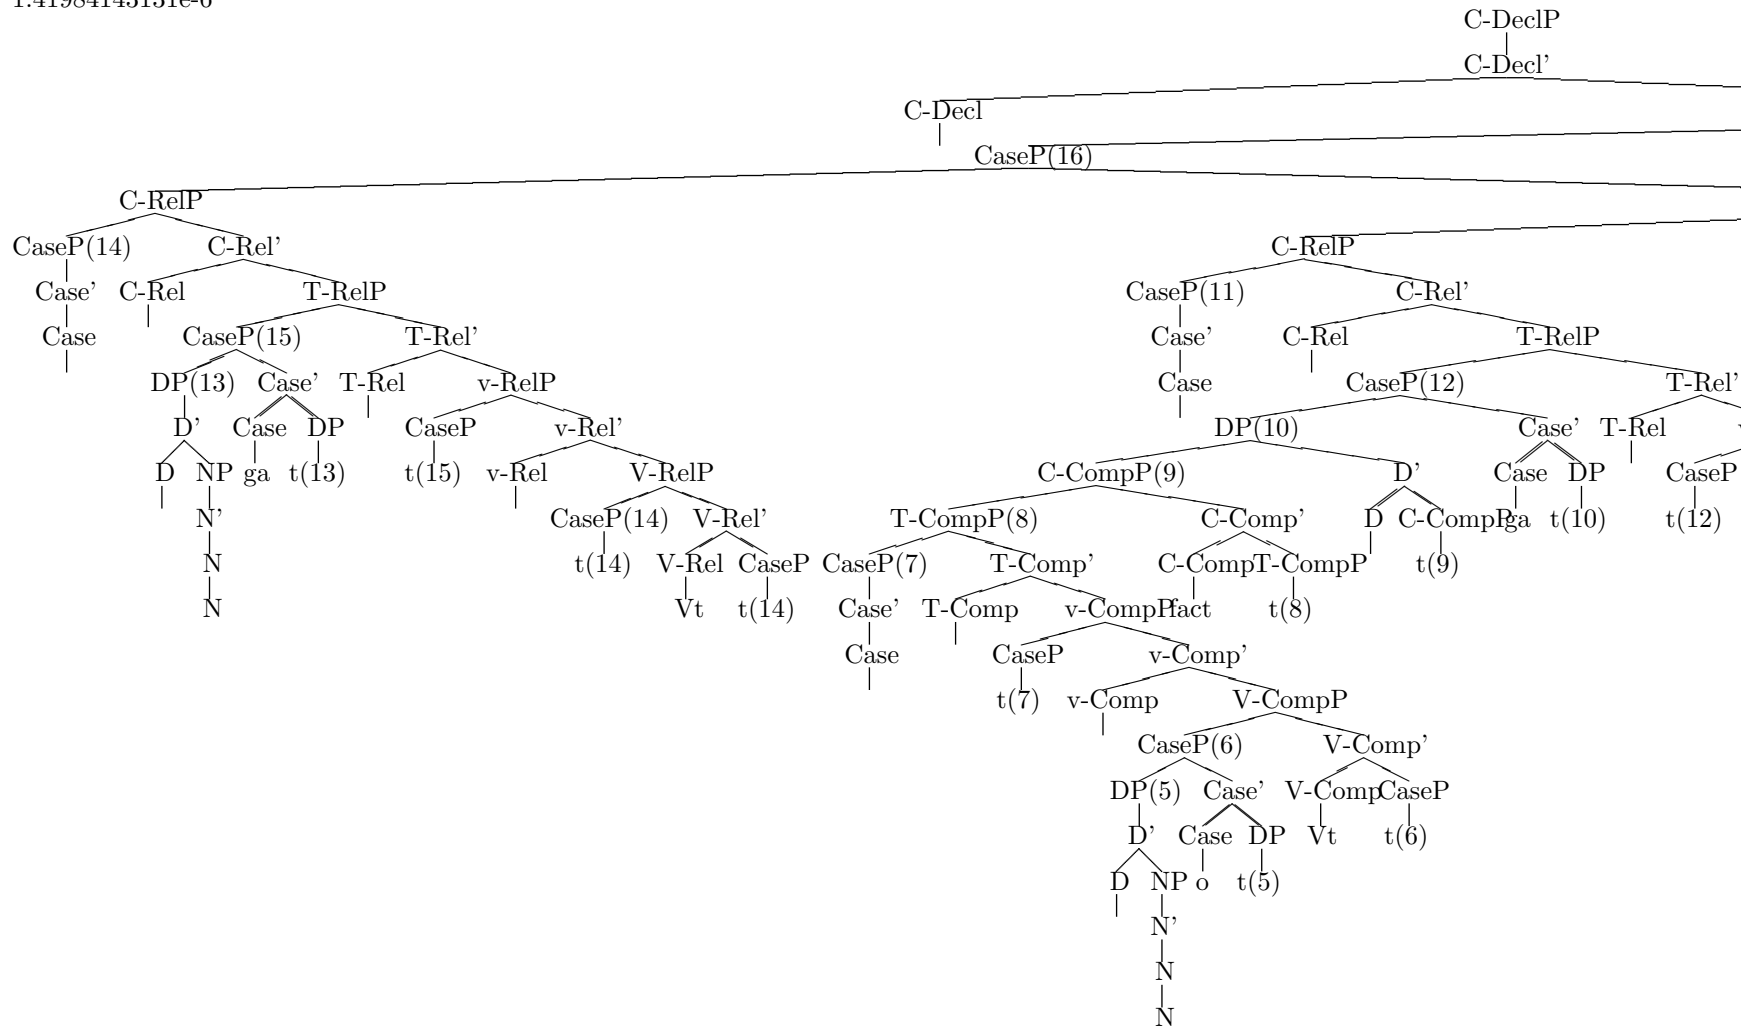 1.41984143131e-6
C-DeclP
C-Decl’
C-Decl
CaseP(16)
C-RelP
CaseP(14) C-Rel’ C-RelP
Case’ C-Rel T-RelP CaseP(11) C-Rel’
Case CaseP(15) T-Rel’ Case’ C-Rel T-RelP
DP(13) Case’ T-Rel v-RelP Case CaseP(12) T-Rel’
D’ Case DP CaseP v-Rel’ DP(10) Case’ T-Rel
D NP ga t(13) t(15) v-Rel V-RelP C-CompP(9) D’ Case DP CaseP
N’ CaseP(14) V-Rel’ T-CompP(8) C-Comp’ D C-CompP ga t(10) t(12)
N t(14) V-Rel CaseP CaseP(7) T-Comp’ C-Comp T-CompP t(9)
N Vt t(14) Case’ T-Comp v-CompP fact t(8)
Case CaseP v-Comp’
t(7) v-Comp V-CompP
CaseP(6) V-Comp’
DP(5) Case’ V-Comp CaseP
D’ Case DP Vt t(6)
D NP o t(5)
N’
N
N